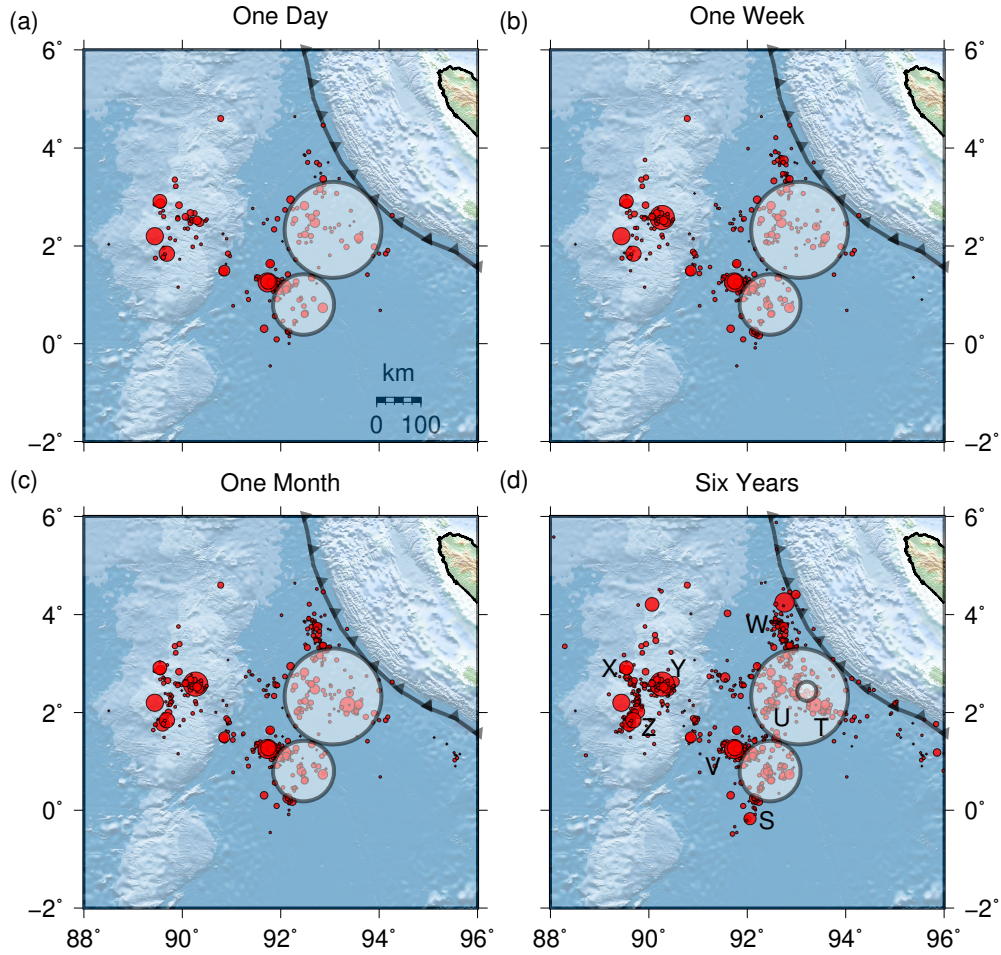 (a) One Day
(b) One Week
6° 6°
4° 4°
2° 2°
0° 0°
−2° −2°
km
0 100
(c) One Month
(d) Six Years
6° 6°
4° 4°
2° 2°
0° 0°
−2° −2°
W
X Y
Z U T
V
S
88° 90° 92° 94° 88° 90° 92° 94° 96°